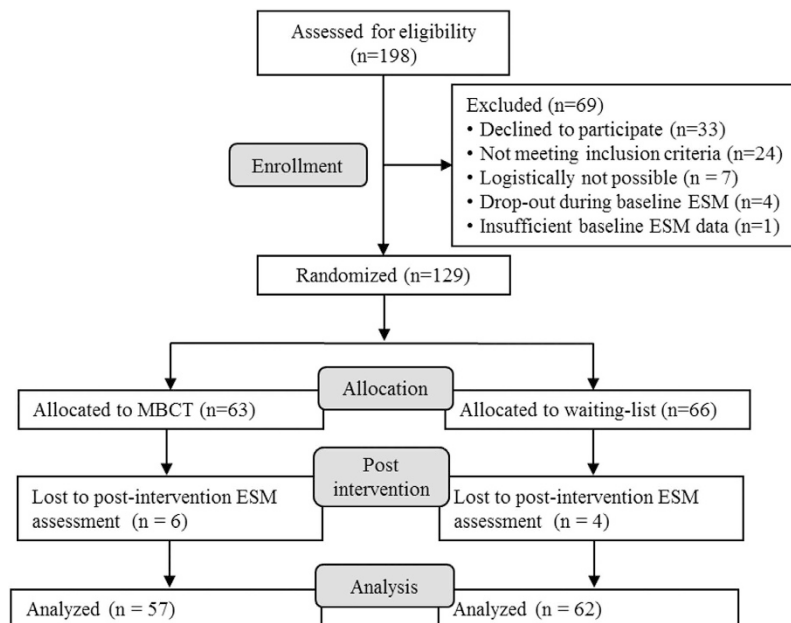 Assessed for eligibility
(n=198)
Excluded (n=69)
• Declined to participate (n=33)
• Not meeting inclusion criteria (n=24)
• Logistically not possible (n = 7)
• Drop-out during baseline ESM (n=4)
• Insufficient baseline ESM data (n=1)
Enrollment
Randomized (n=129)
Allocation
Allocated to MBCT (n=63)
Allocated to waiting-list (n=66)
Post
intervention
Lost to post-intervention ESM
assessment (n = 6)
Lost to post-intervention ESM
assessment (n = 4)
Analysis
Analyzed (n = 57)
Analyzed (n = 62)